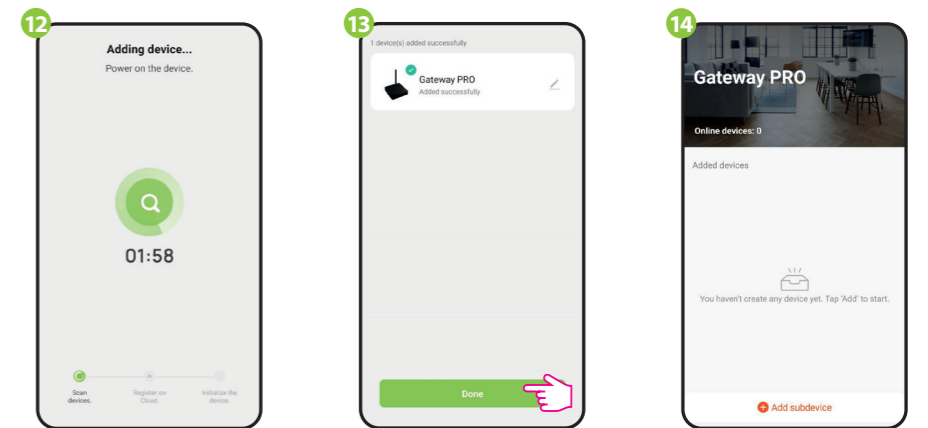 12
Adding device...
Power on the device.
01:58
Scan
devices.
Register on
Cloud.
Initialize the
device.
13
1 device(s) added successfully
Gateway PRO
Added successfully
Done
14
Gateway PRO
Online devices: 0
Added devices
You haven't create any device yet. Tap 'Add' to start.
Add subdevice